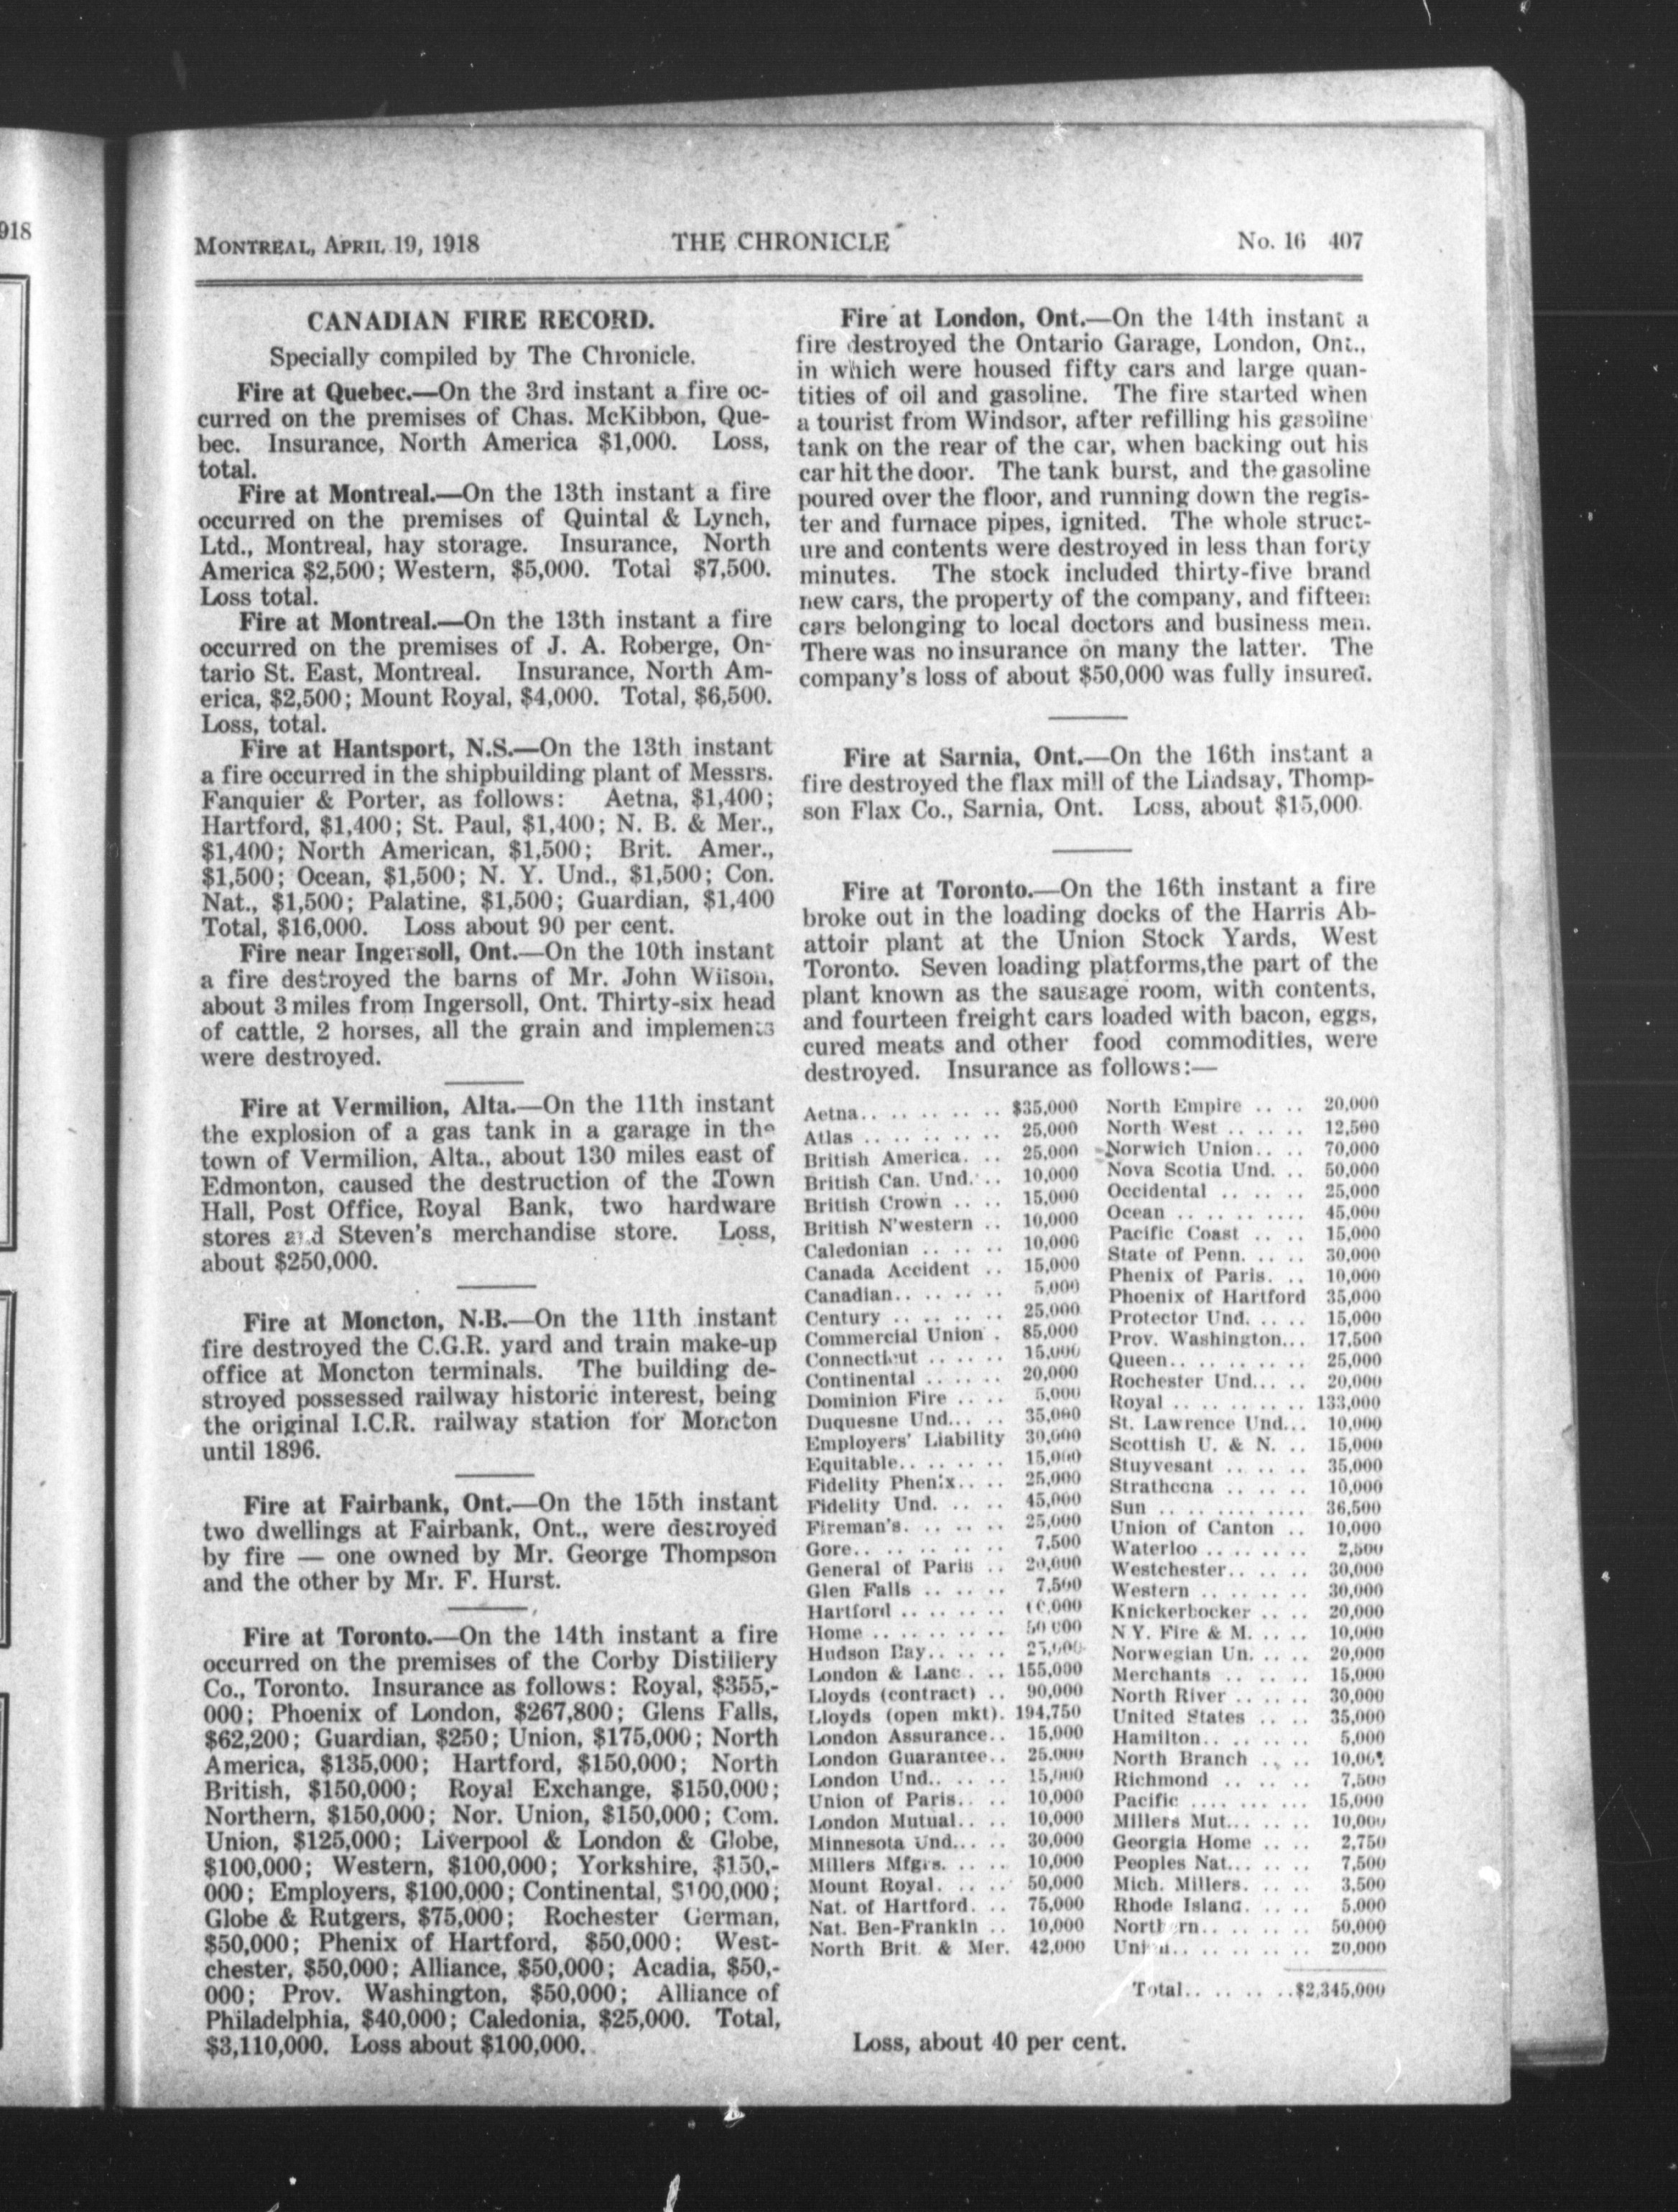 918
MONTREAL, APRIL 19, 1918
THE CHRONICLE
No. 16 407
CANADIAN FIRE RECORD.
Specially compiled by The Chronicle.
Fire at Quebec.—On the 3rd instant a fire oc-
curred on the premises of Chas. McKibbon, Que-
bec. Insurance, North America $1,000. Loss,
total.
Fire at Montreal.—On the 13th instant a fire
occurred on the premises of Quintal & Lynch,
Ltd., Montreal, hay storage. Insurance, North
America $2,500; Western, $5,000. Total $7,500.
Loss total.
Fire at Montreal.—On the 13th instant a fire
occurred on the premises of J. A. Roberge, On-
tario St. East, Montreal. Insurance, North Am-
erica, $2,500; Mount Royal, $4,000. Total, $6,500.
Loss, total.
Fire at Hantsport, N.S.—On the 13th instant
a fire occurred in the shipbuilding plant of Messrs.
Fanquier & Porter, as follows: Aetna, $1,400;
Hartford, $1,400; St. Paul, $1,400; N. B. & Mer.,
$1,400; North American, $1,500; Brit. Amer.,
$1,500; Ocean, $1,500; N. Y. Und., $1,500; Con.
Nat., $1,500; Palatine, $1,500; Guardian, $1,400
Total, $16,000. Loss about 90 per cent.
Fire near Ingersoll, Ont.—On the 10th instant
a fire destroyed the barns of Mr. John Wilson,
about 3 miles from Ingersoll, Ont. Thirty-six head
of cattle, 2 horses, all the grain and implements
were destroyed.
Fire at Vermilion, Alta.—On the 11th instant
the explosion of a gas tank in a garage in the
town of Vermilion, Alta., about 130 miles east of
Edmonton, caused the destruction of the Town
Hall, Post Office, Royal Bank, two hardware
stores and Steven's merchandise store. Loss,
about $250,000.
Fire at Moncton, N.B.—On the 11th instant
fire destroyed the C.G.R. yard and train make-up
office at Moncton terminals. The building de-
stroyed possessed railway historic interest, being
the original I.C.R. railway station for Moncton
until 1896.
Fire at Fairbank, Ont.—On the 15th instant
two dwellings at Fairbank, Ont., were destroyed
by fire — one owned by Mr. George Thompson
and the other by Mr. F. Hurst.
Fire at Toronto.—On the 14th instant a fire
occurred on the premises of the Corby Distillery
Co., Toronto. Insurance as follows: Royal, $355,-
000; Phoenix of London, $267,800; Glens Falls,
$62,200; Guardian, $250; Union, $175,000; North
America, $135,000; Hartford, $150,000; North
British, $150,000; Royal Exchange, $150,000;
Northern, $150,000; Nor. Union, $150,000; Com.
Union, $125,000; Liverpool & London & Globe,
$100,000; Western, $100,000; Yorkshire, $150,-
000; Employers, $100,000; Continental, $100,000;
Globe & Rutgers, $75,000; Rochester German,
$50,000; Phenix of Hartford, $50,000; West-
chester, $50,000; Alliance, $50,000; Acadia, $50,-
000; Prov. Washington, $50,000; Alliance of
Philadelphia, $40,000; Caledonia, $25,000. Total,
$3,110,000. Loss about $100,000.
Fire at London, Ont.—On the 14th instant a
fire destroyed the Ontario Garage, London, Ont.,
in which were housed fifty cars and large quan-
tities of oil and gasoline. The fire started when
a tourist from Windsor, after refilling his gasoline
tank on the rear of the car, when backing out his
car hit the door. The tank burst, and the gasoline
poured over the floor, and running down the regis-
ter and furnace pipes, ignited. The whole struct-
ure and contents were destroyed in less than forty
minutes. The stock included thirty-five brand
new cars, the property of the company, and fifteen
cars belonging to local doctors and business men.
There was no insurance on many the latter. The
company's loss of about $50,000 was fully insured.
Fire at Sarnia, Ont.—On the 16th instant a
fire destroyed the flax mill of the Lindsay, Thomp-
son Flax Co., Sarnia, Ont. Loss, about $15,000.
Fire at Toronto.—On the 16th instant a fire
broke out in the loading docks of the Harris Ab-
attoir plant at the Union Stock Yards, West
Toronto. Seven loading platforms, the part of the
plant known as the sausage room, with contents,
and fourteen freight cars loaded with bacon, eggs,
cured meats and other food commodities, were
destroyed. Insurance as follows:—
Aetna.. .. .. .. .. $35,000
Atlas .. .. .. .. .. 25,000
British America. .. 25,000
British Can. Und. .. 10,000
British Crown .. .. 15,000
British N'western .. 10,000
Caledonian .. .. .. 10,000
Canada Accident .. 15,000
Canadian.. .. .. .. 5,000
Century .. .. .. .. 25,000
Commercial Union . 85,000
Connecticut .. .. .. 15,000
Continental .. .. .. 20,000
Dominion Fire .. .. 5,000
Duquesne Und.. .. .. 35,000
Employers' Liability 30,000
Equitable.. .. .. .. 15,000
Fidelity Phenix.. .. 25,000
Fidelity Und. .. .. 45,000
Fireman's. .. .. .. 25,000
Gore.. .. .. .. .. 7,500
General of Paris .. 20,000
Glen Falls .. .. .. 7,500
Hartford .. .. .. ..
Home .. .. .. .. .. 50,000
Hudson Bay.. .. ..
London & Lanc. . .. 155,000
Lloyds (contract) .. 90,000
Lloyds (open mkt). 194,750
London Assurance.. 15,000
London Guarantee.. 25,000
London Und.. .. .. 15,000
Union of Paris.. .. 10,000
London Mutual.. .. 10,000
Minnesota Und.. .. 30,000
Millers Mfgrs. .. .. 10,000
Mount Royal. .. .. 50,000
Nat. of Hartford. .. 75,000
Nat. Ben-Franklin .. 10,000
North Brit. & Mer. 42,000
North Empire .. .. 20,000
North West .. .. .. 12,500
Norwich Union.. .. 70,000
Nova Scotia Und. .. 50,000
Occidental .. .. .. 25,000
Ocean .. .. .. .... 45,000
Pacific Coast .. .. 15,000
State of Penn. .. .. 30,000
Phenix of Paris. .. 10,000
Phoenix of Hartford 35,000
Protector Und. .. .. 15,000
Prov. Washington... 17,500
Queen.. .. .. .. .. 25,000
Rochester Und... .. 20,000
Royal .. .. .. .. .. 133,000
St. Lawrence Und... 10,000
Scottish U. & N. .. 15,000
Stuyvesant .. .. .. 35,000
Strathcona .. .. .. 10,000
Sun .. .. .. .. .... 36,500
Union of Canton .. 10,000
Waterloo .. .. .. .. 2,500
Westchester.. .. .. 30,000
Western .. .. .. .. 30,000
Knickerbocker .. .. 20,000
N Y. Fire & M. .. .. 10,000
Norwegian Un. .. .. 20,000
Merchants .. .. .. 15,000
North River .. .. .. 30,000
United States .. .. 35,000
Hamilton.. .. .. .. 5,000
North Branch .. .. 10,000
Richmond .. .. .. 7,500
Pacific .... .. .. ... 15,000
Millers Mut... .. .. 10,000
Georgia Home .. .. 2,750
Peoples Nat... .. .. 7,500
Mich. Millers. .. .. 3,500
Rhode Island. .. .. 5,000
Northern.. .. .. .. 50,000
Union.. .. .. .. .. 20,000
Total.. .. .. ..$2,345,000
Loss, about 40 per cent.